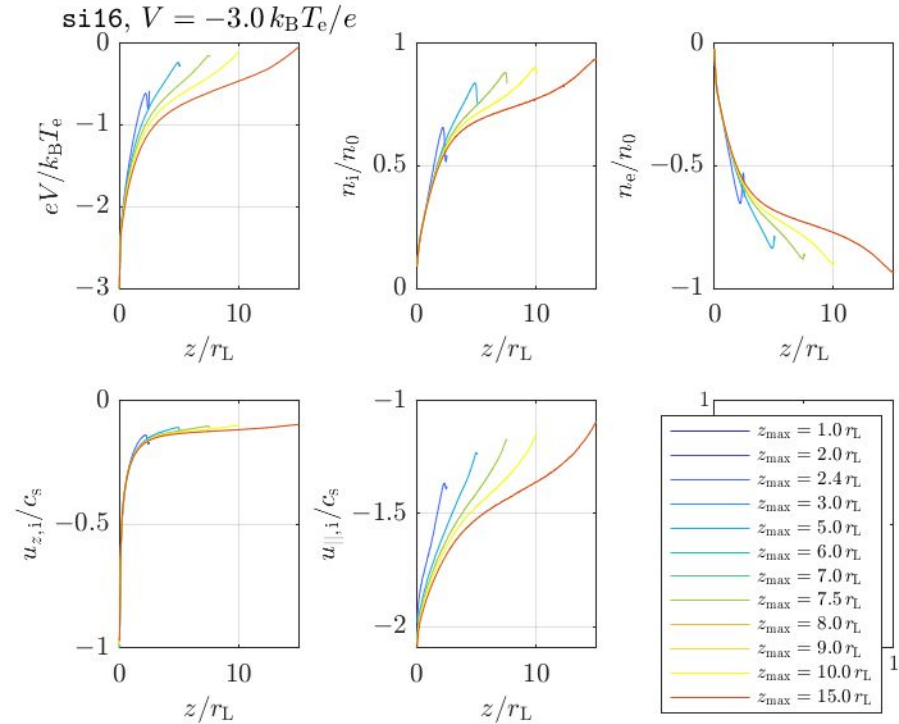 si16, V = −3.0 k_BT_e/e
0
−1
−2
−3
eV/k_BT_e
0
10
z/r_L
1
0.5
0
n_i/n_0
0
10
z/r_L
−0.5
−1
n_e/n_0
0
10
z/r_L
0
−0.5
−1
u_{z,i}/c_s
0
10
z/r_L
−1
−1.5
−2
u_{||,i}/c_s
0
10
z/r_L
1
z_max = 1.0 r_L
z_max = 2.0 r_L
z_max = 2.4 r_L
z_max = 3.0 r_L
z_max = 5.0 r_L
z_max = 6.0 r_L
z_max = 7.0 r_L
z_max = 7.5 r_L
z_max = 8.0 r_L
z_max = 9.0 r_L
z_max = 10.0 r_L
z_max = 15.0 r_L
1